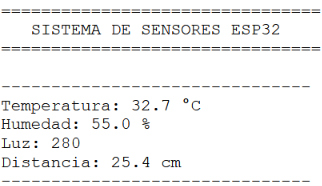 ================================
SISTEMA DE SENSORES ESP32
================================
-------------------------------
Temperatura: 32.7 °C
Humedad: 55.0 %
Luz: 280
Distancia: 25.4 cm
-------------------------------